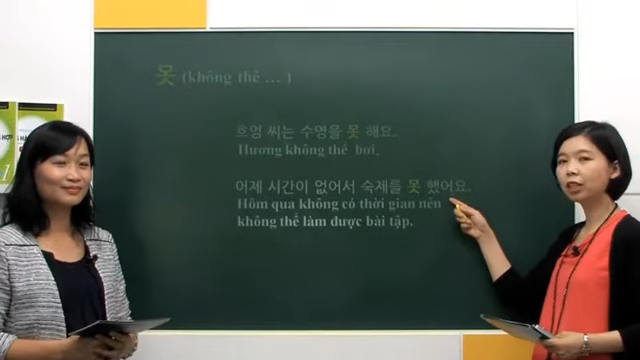 못 (không thể ... )
흐엉 씨는 수영을 못 해요.
Hương không thể bơi.
어제 시간이 없어서 숙제를 못 했어요.
Hôm qua không có thời gian nên
không thể làm được bài tập.